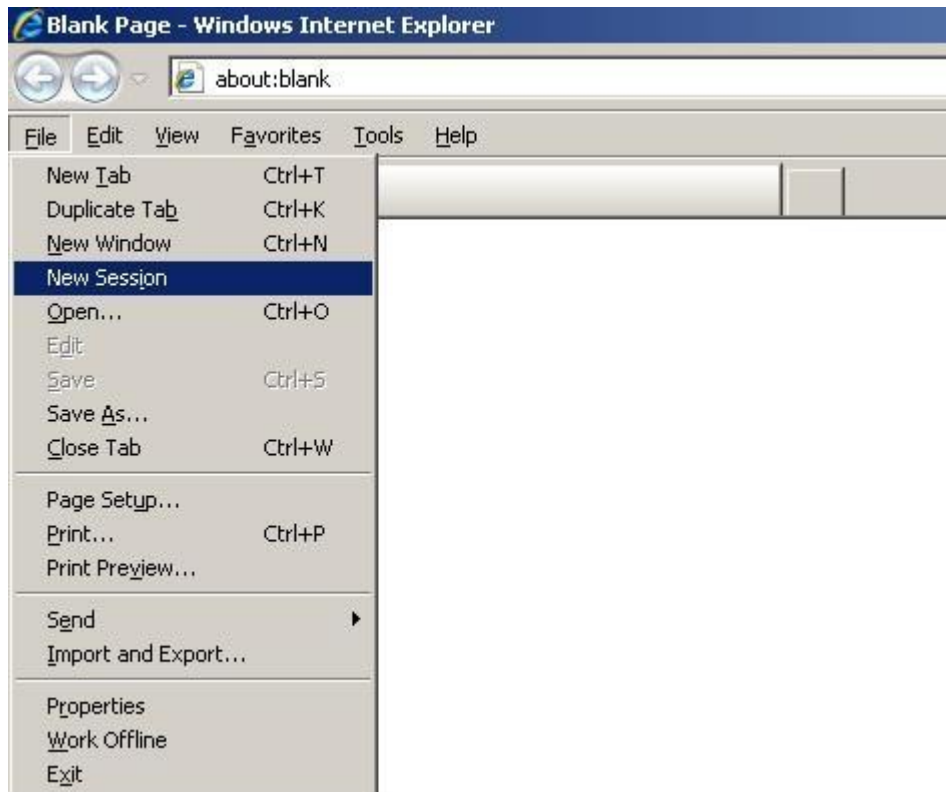 Blank Page - Windows Internet Explorer
about:blank
File Edit View Favorites Tools Help
New Tab Ctrl+T
Duplicate Tab Ctrl+K
New Window Ctrl+N
New Session
Open... Ctrl+O
Edit
Save Ctrl+S
Save As...
Close Tab Ctrl+W
Page Setup...
Print... Ctrl+P
Print Preview...
Send
Import and Export...
Properties
Work Offline
Exit